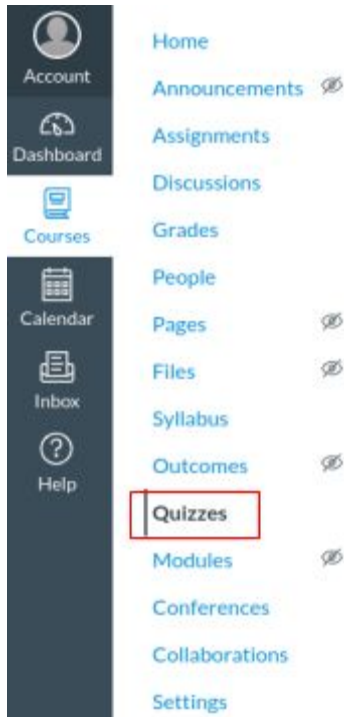 Account
Dashboard
Courses
Calendar
Inbox
Help
Home
Announcements
Assignments
Discussions
Grades
People
Pages
Files
Syllabus
Outcomes
Quizzes
Modules
Conferences
Collaborations
Settings